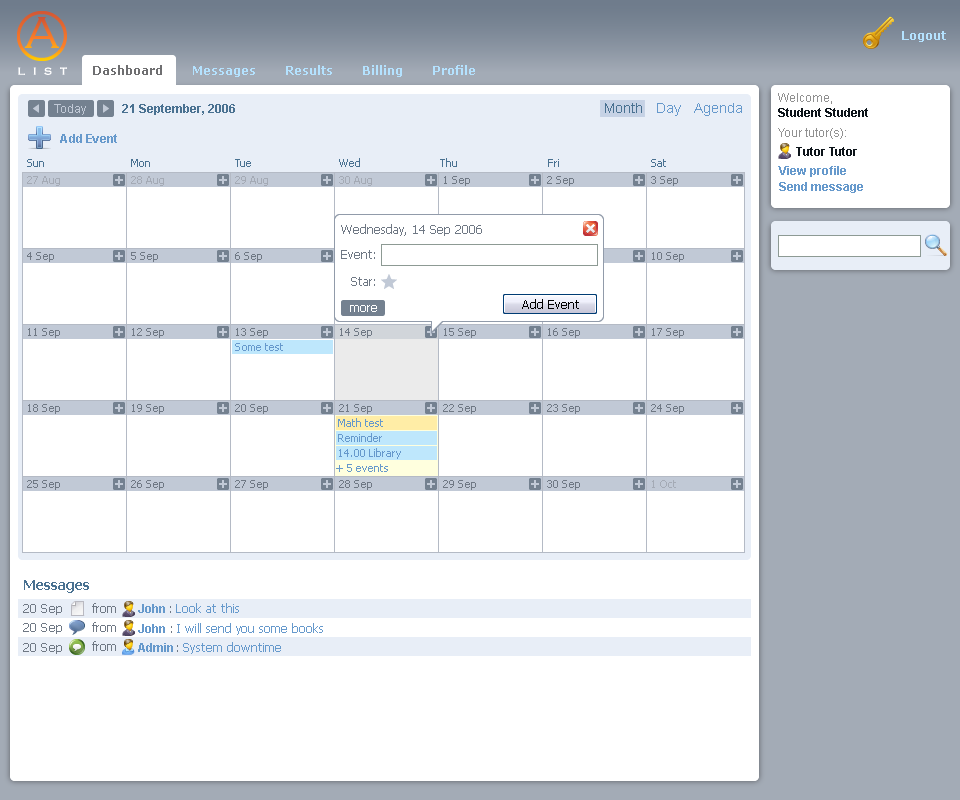 A
LIST
Dashboard Messages Results Billing Profile
Logout
Today 21 September, 2006
Month Day Agenda
Add Event
Sun Mon Tue Wed Thu Fri Sat
27 Aug 28 Aug 29 Aug 30 Aug 1 Sep 2 Sep 3 Sep
Wednesday, 14 Sep 2006
Event:
Star:
more Add Event
4 Sep 5 Sep 6 Sep 10 Sep
11 Sep 12 Sep 13 Sep 14 Sep 15 Sep 16 Sep 17 Sep
Some test
18 Sep 19 Sep 20 Sep 21 Sep 22 Sep 23 Sep 24 Sep
Math test
Reminder
14.00 Library
+ 5 events
25 Sep 26 Sep 27 Sep 28 Sep 29 Sep 30 Sep 1 Oct
Messages
20 Sep from John : Look at this
20 Sep from John : I will send you some books
20 Sep from Admin : System downtime
Welcome,
Student Student
Your tutor(s):
Tutor Tutor
View profile
Send message